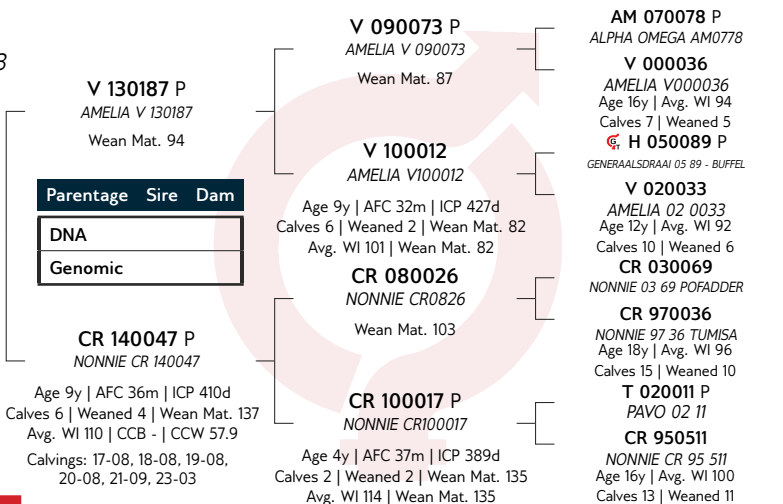 3
V 130187 P
AMELIA V 130187
Wean Mat. 94
Parentage Sire Dam
DNA
Genomic
CR 140047 P
NONNIE CR 140047
Age 9y | AFC 36m | ICP 410d
Calves 6 | Weaned 4 | Wean Mat. 137
Avg. WI 110 | CCB - | CCW 57.9
Calvings: 17-08, 18-08, 19-08,
20-08, 21-09, 23-03
V 090073 P
AMELIA V 090073
Wean Mat. 87
V 100012
AMELIA V100012
Age 9y | AFC 32m | ICP 427d
Calves 6 | Weaned 2 | Wean Mat. 82
Avg. WI 101 | Wean Mat. 82
CR 080026
NONNIE CR0826
Wean Mat. 103
CR 100017 P
NONNIE CR100017
Age 4y | AFC 37m | ICP 389d
Calves 2 | Weaned 2 | Wean Mat. 135
Avg. WI 114 | Wean Mat. 135
AM 070078 P
ALPHA OMEGA AM0778
V 000036
AMELIA V000036
Age 16y | Avg. WI 94
Calves 7 | Weaned 5
H 050089 P
GENERAALSDRAAI 05 89 - BUFFEL
V 020033
AMELIA 02 0033
Age 12y | Avg. WI 92
Calves 10 | Weaned 6
CR 030069
NONNIE 03 69 POFADDER
CR 970036
NONNIE 97 36 TUMISA
Age 18y | Avg. WI 96
Calves 15 | Weaned 10
T 020011 P
PAVO 02 11
CR 950511
NONNIE CR 95 511
Age 16y | Avg. WI 100
Calves 13 | Weaned 11